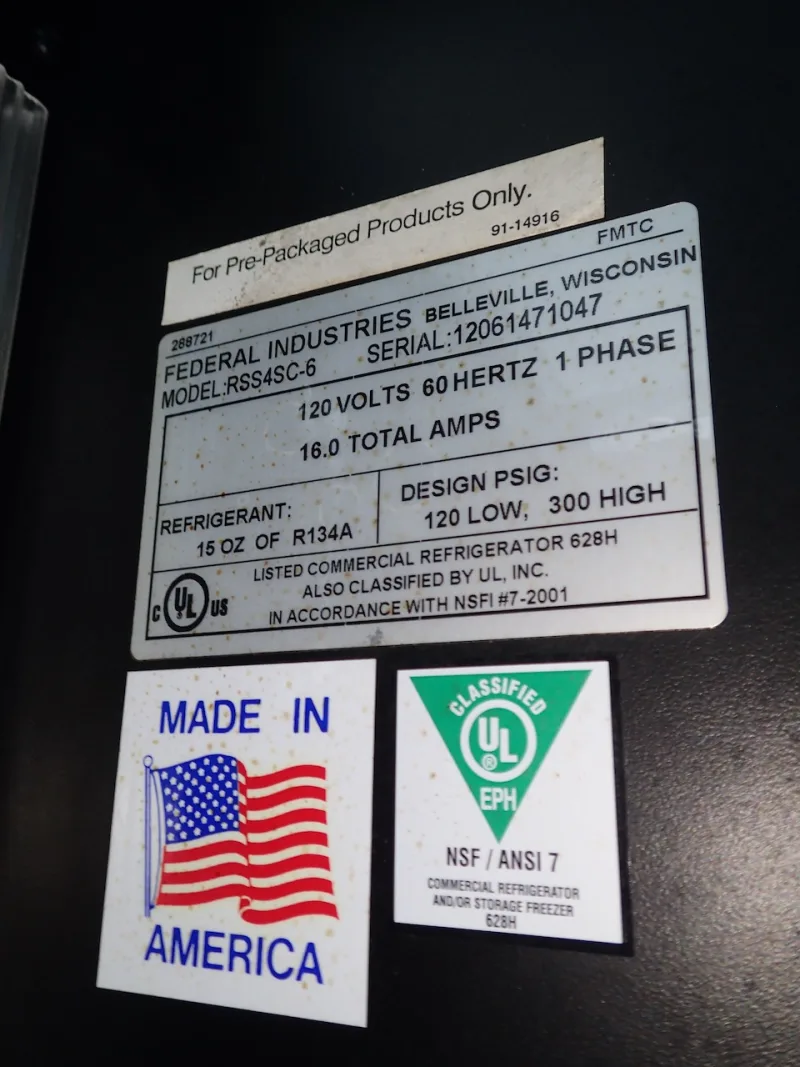 For Pre-Packaged Products Only.
91-14916
288721
FMTC
FEDERAL INDUSTRIES BELLEVILLE, WISCONSIN
MODEL:RSS4SC-6 SERIAL:12061471047
120 VOLTS 60 HERTZ 1 PHASE
16.0 TOTAL AMPS
REFRIGERANT:
15 OZ OF R134A
DESIGN PSIG:
120 LOW, 300 HIGH
LISTED COMMERCIAL REFRIGERATOR 628H
ALSO CLASSIFIED BY UL, INC.
IN ACCORDANCE WITH NSFI #7-2001
C UL US
MADE IN
AMERICA
CLASSIFIED
UL
®
EPH
NSF / ANSI 7
COMMERCIAL REFRIGERATOR
AND/OR STORAGE FREEZER
628H